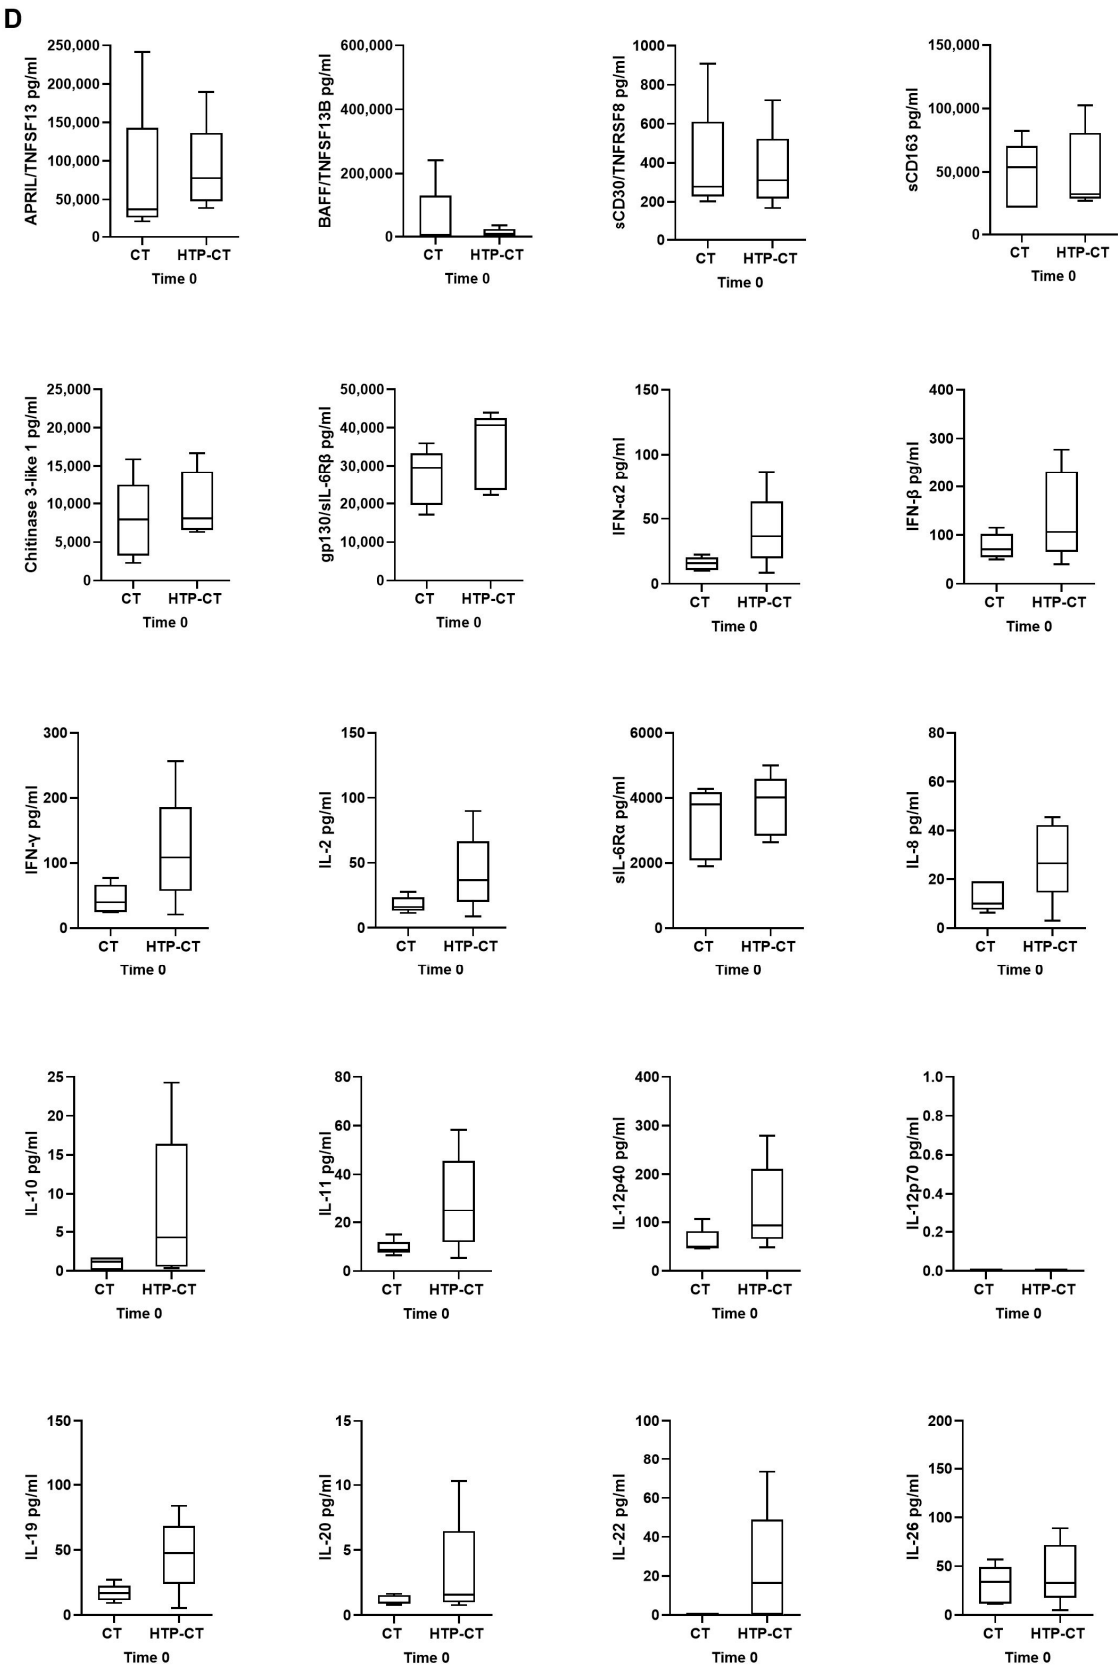 D
APRIL/TNFSF13 pg/ml
250,000
200,000
150,000
100,000
50,000
0
CT HTP-CT
Time 0
BAFF/TNFSF13B pg/ml
600,000
400,000
200,000
0
CT HTP-CT
Time 0
sCD30/TNFRSF8 pg/ml
1000
800
600
400
200
0
CT HTP-CT
Time 0
sCD163 pg/ml
150,000
100,000
50,000
0
CT HTP-CT
Time 0
Chitinase 3-like 1 pg/ml
25,000
20,000
15,000
10,000
5,000
0
CT HTP-CT
Time 0
gp130/sIL-6Rβ pg/ml
50,000
40,000
30,000
20,000
10,000
0
CT HTP-CT
Time 0
IFN-α2 pg/ml
150
100
50
0
CT HTP-CT
Time 0
IFN-β pg/ml
400
300
200
100
0
CT HTP-CT
Time 0
IFN-γ pg/ml
300
200
100
0
CT HTP-CT
Time 0
IL-2 pg/ml
150
100
50
0
CT HTP-CT
Time 0
sIL-6Rα pg/ml
6000
4000
2000
0
CT HTP-CT
Time 0
IL-8 pg/ml
80
60
40
20
0
CT HTP-CT
Time 0
IL-10 pg/ml
25
20
15
10
5
0
CT HTP-CT
Time 0
IL-11 pg/ml
80
60
40
20
0
CT HTP-CT
Time 0
IL-12p40 pg/ml
400
300
200
100
0
CT HTP-CT
Time 0
IL-12p70 pg/ml
1.0
0.8
0.6
0.4
0.2
0.0
CT HTP-CT
Time 0
IL-19 pg/ml
150
100
50
0
CT HTP-CT
Time 0
IL-20 pg/ml
15
10
5
0
CT HTP-CT
Time 0
IL-22 pg/ml
100
80
60
40
20
0
CT HTP-CT
Time 0
IL-26 pg/ml
200
150
100
50
0
CT HTP-CT
Time 0